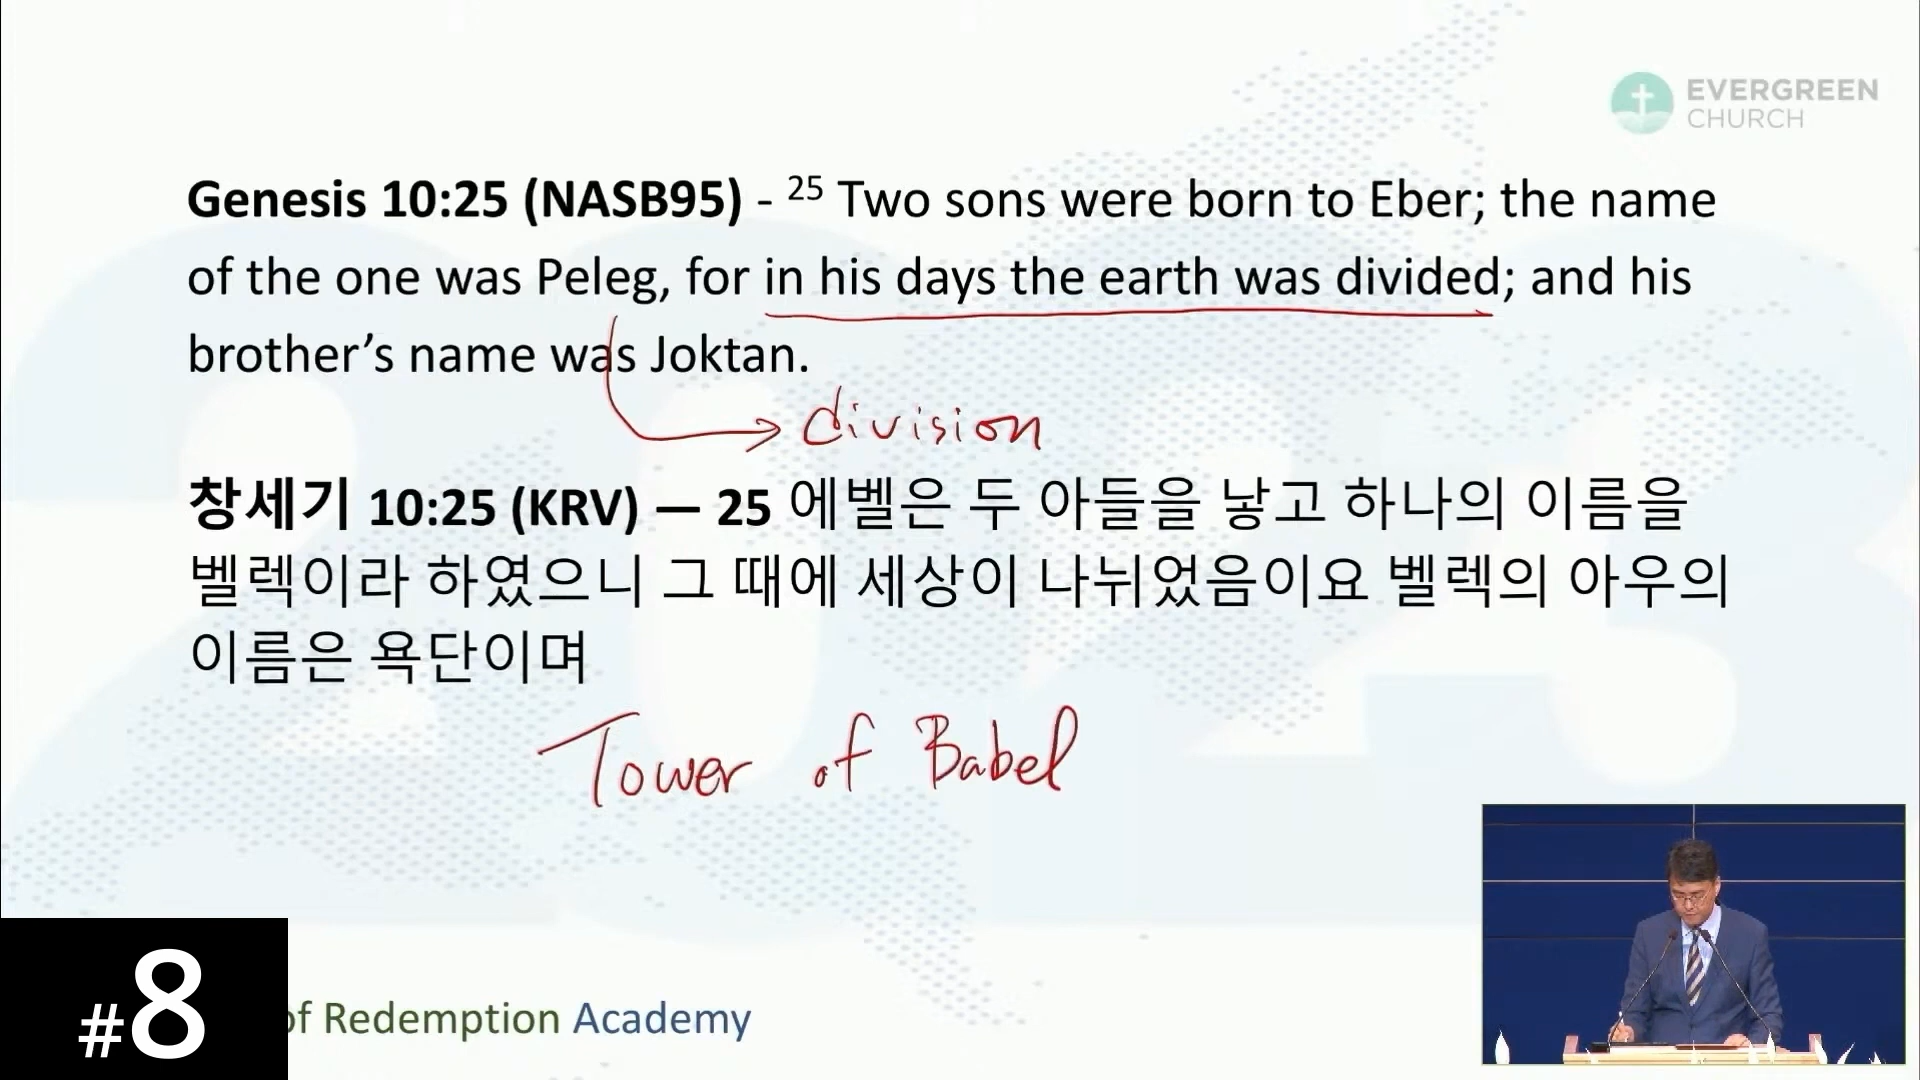 EVERGREEN
CHURCH
Genesis 10:25 (NASB95) - 25 Two sons were born to Eber; the name
of the one was Peleg, for in his days the earth was divided; and his
brother’s name was Joktan.
division
창세기 10:25 (KRV) — 25 에벨은 두 아들을 낳고 하나의 이름을
벨렉이라 하였으니 그 때에 세상이 나뉘었음이요 벨렉의 아우의
이름은 욕단이며
Tower of Babel
#8
of Redemption Academy